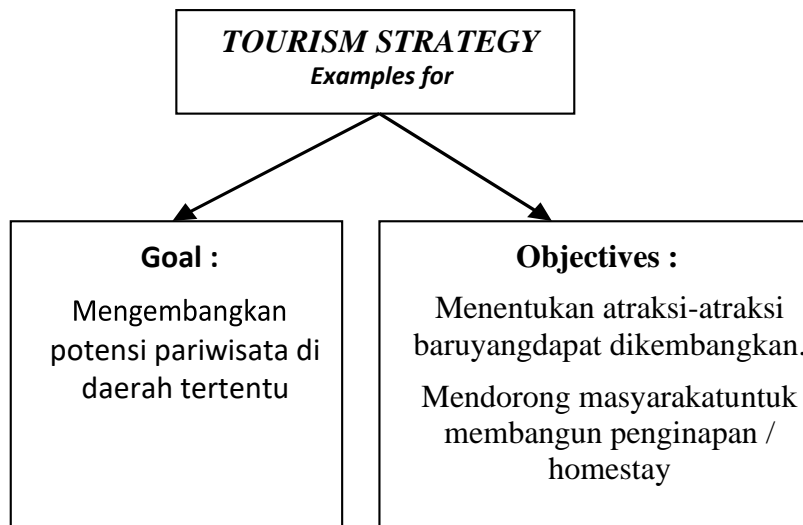 TOURISM STRATEGY
Examples for
Goal :
Mengembangkan
potensi pariwisata di
daerah tertentu
Objectives :
Menentukan atraksi-atraksi
baruyangdapat dikembangkan.
Mendorong masyarakatuntuk
membangun penginapan /
homestay